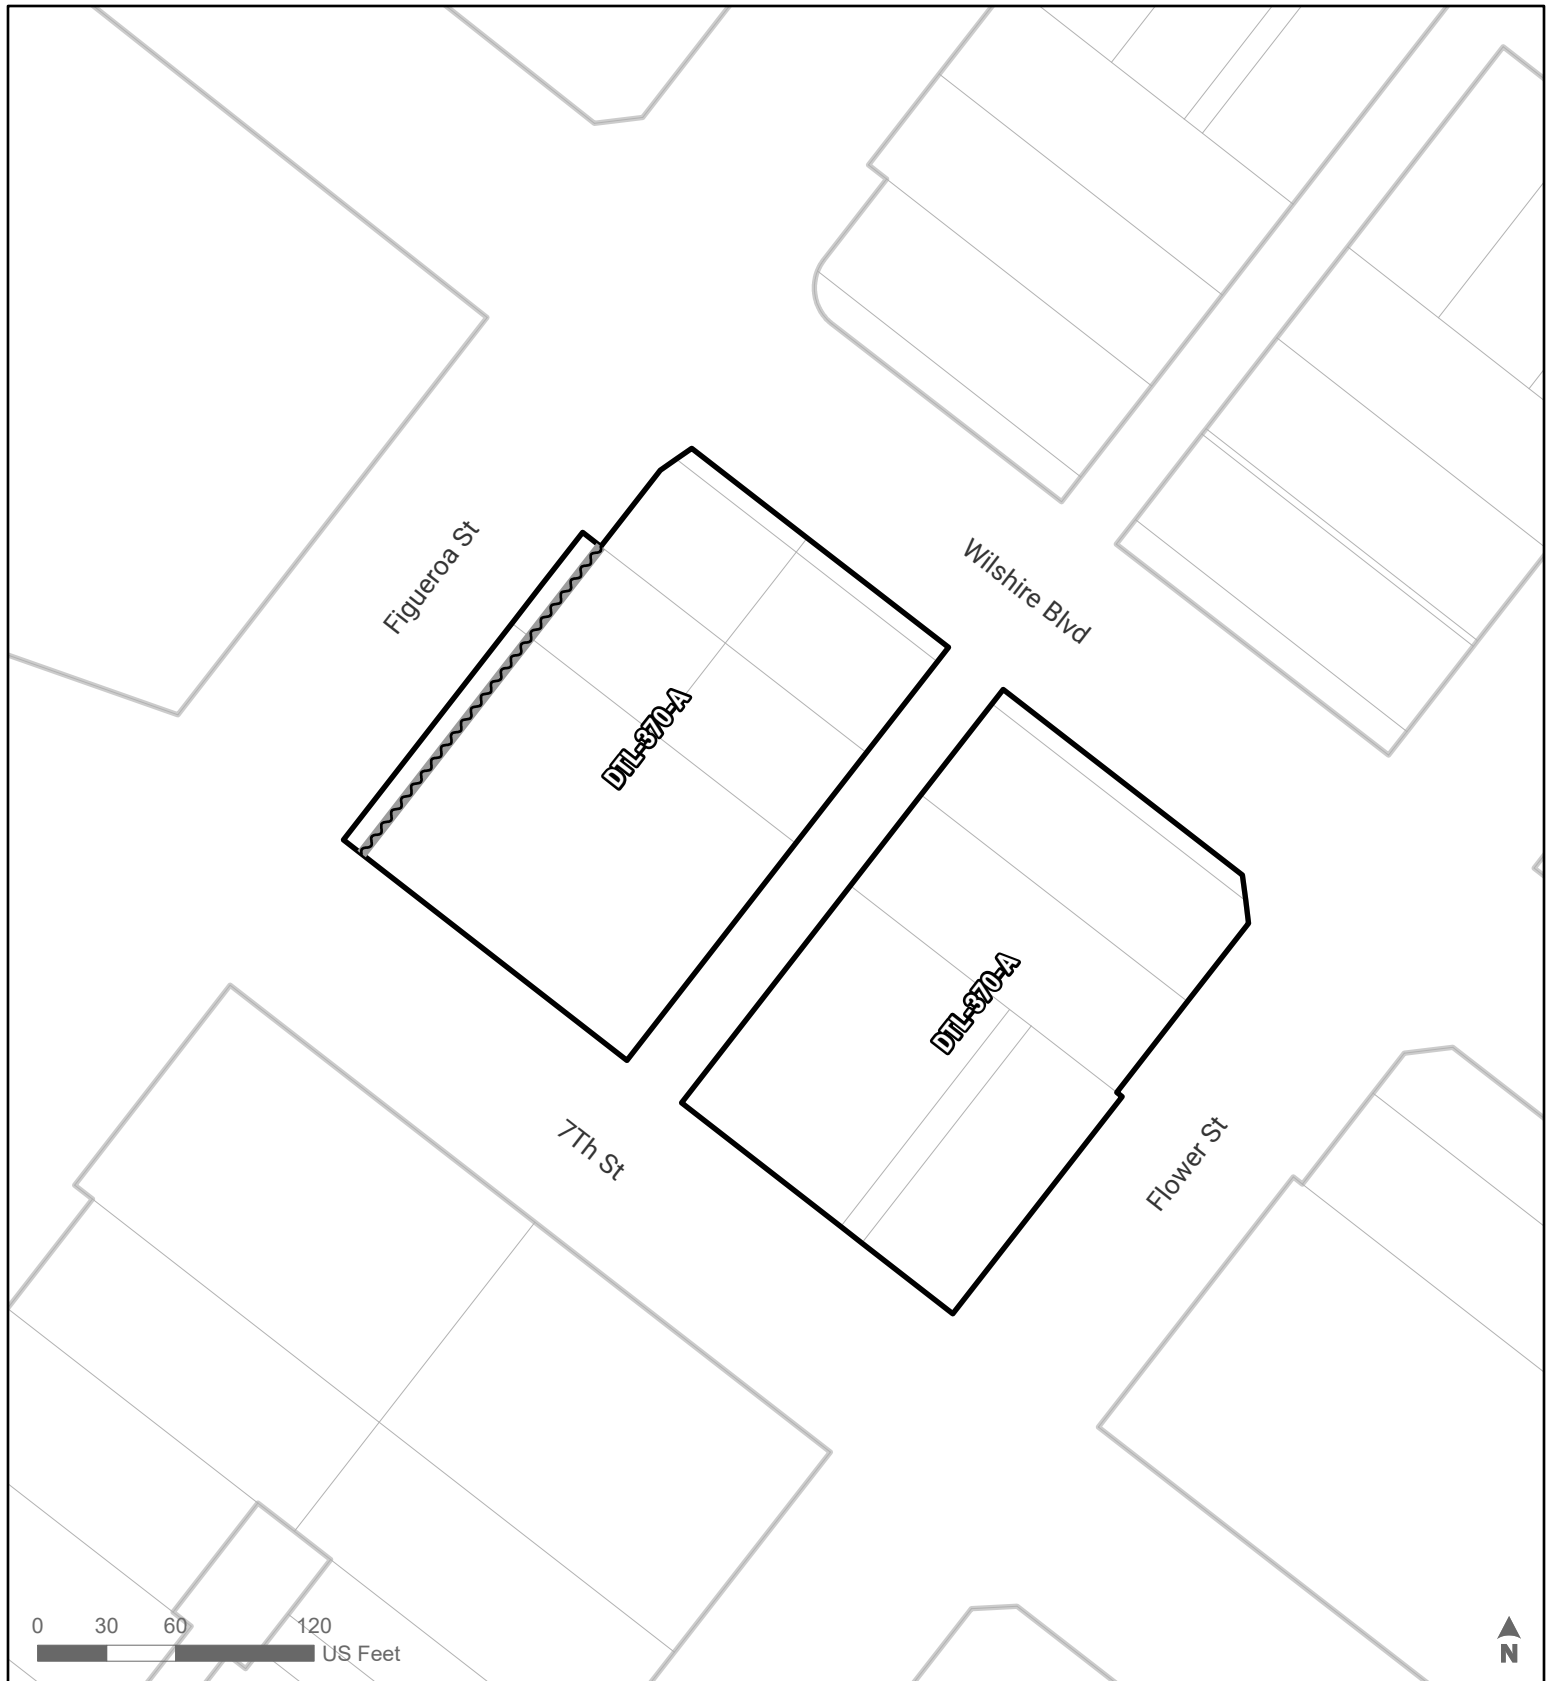 Figueroa St
Wilshire Blvd
DTL-370-A
DTL-370-A
7Th St
Flower St
0 30 60 120
US Feet
N